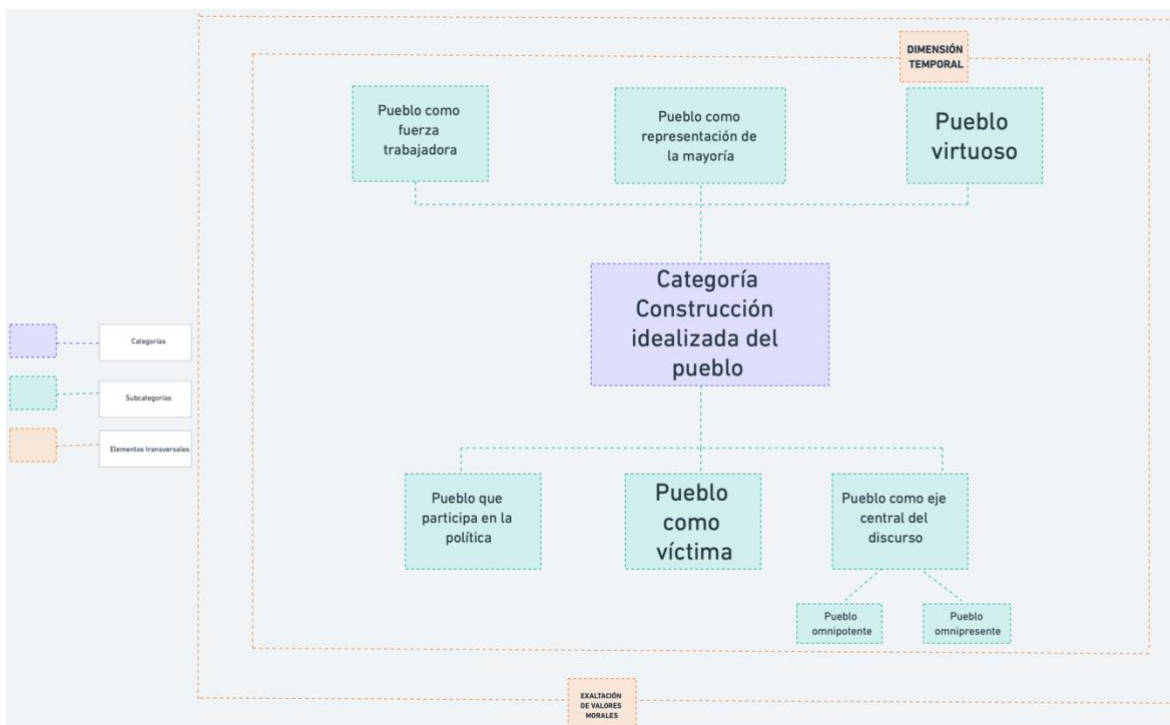 DIMENSIÓN
TEMPORAL
Pueblo como
fuerza
trabajadora
Pueblo como
representación de
la mayoría
Pueblo
virtuoso
Categoría
Construcción
idealizada del
pueblo
Categorías
Subcategorías
Elementos transversales
Pueblo que
participa en la
política
Pueblo
como
víctima
Pueblo como eje
central del
discurso
Pueblo
omnipotente
Pueblo
omnipresente
EXALTACIÓN
DE VALORES
MORALES